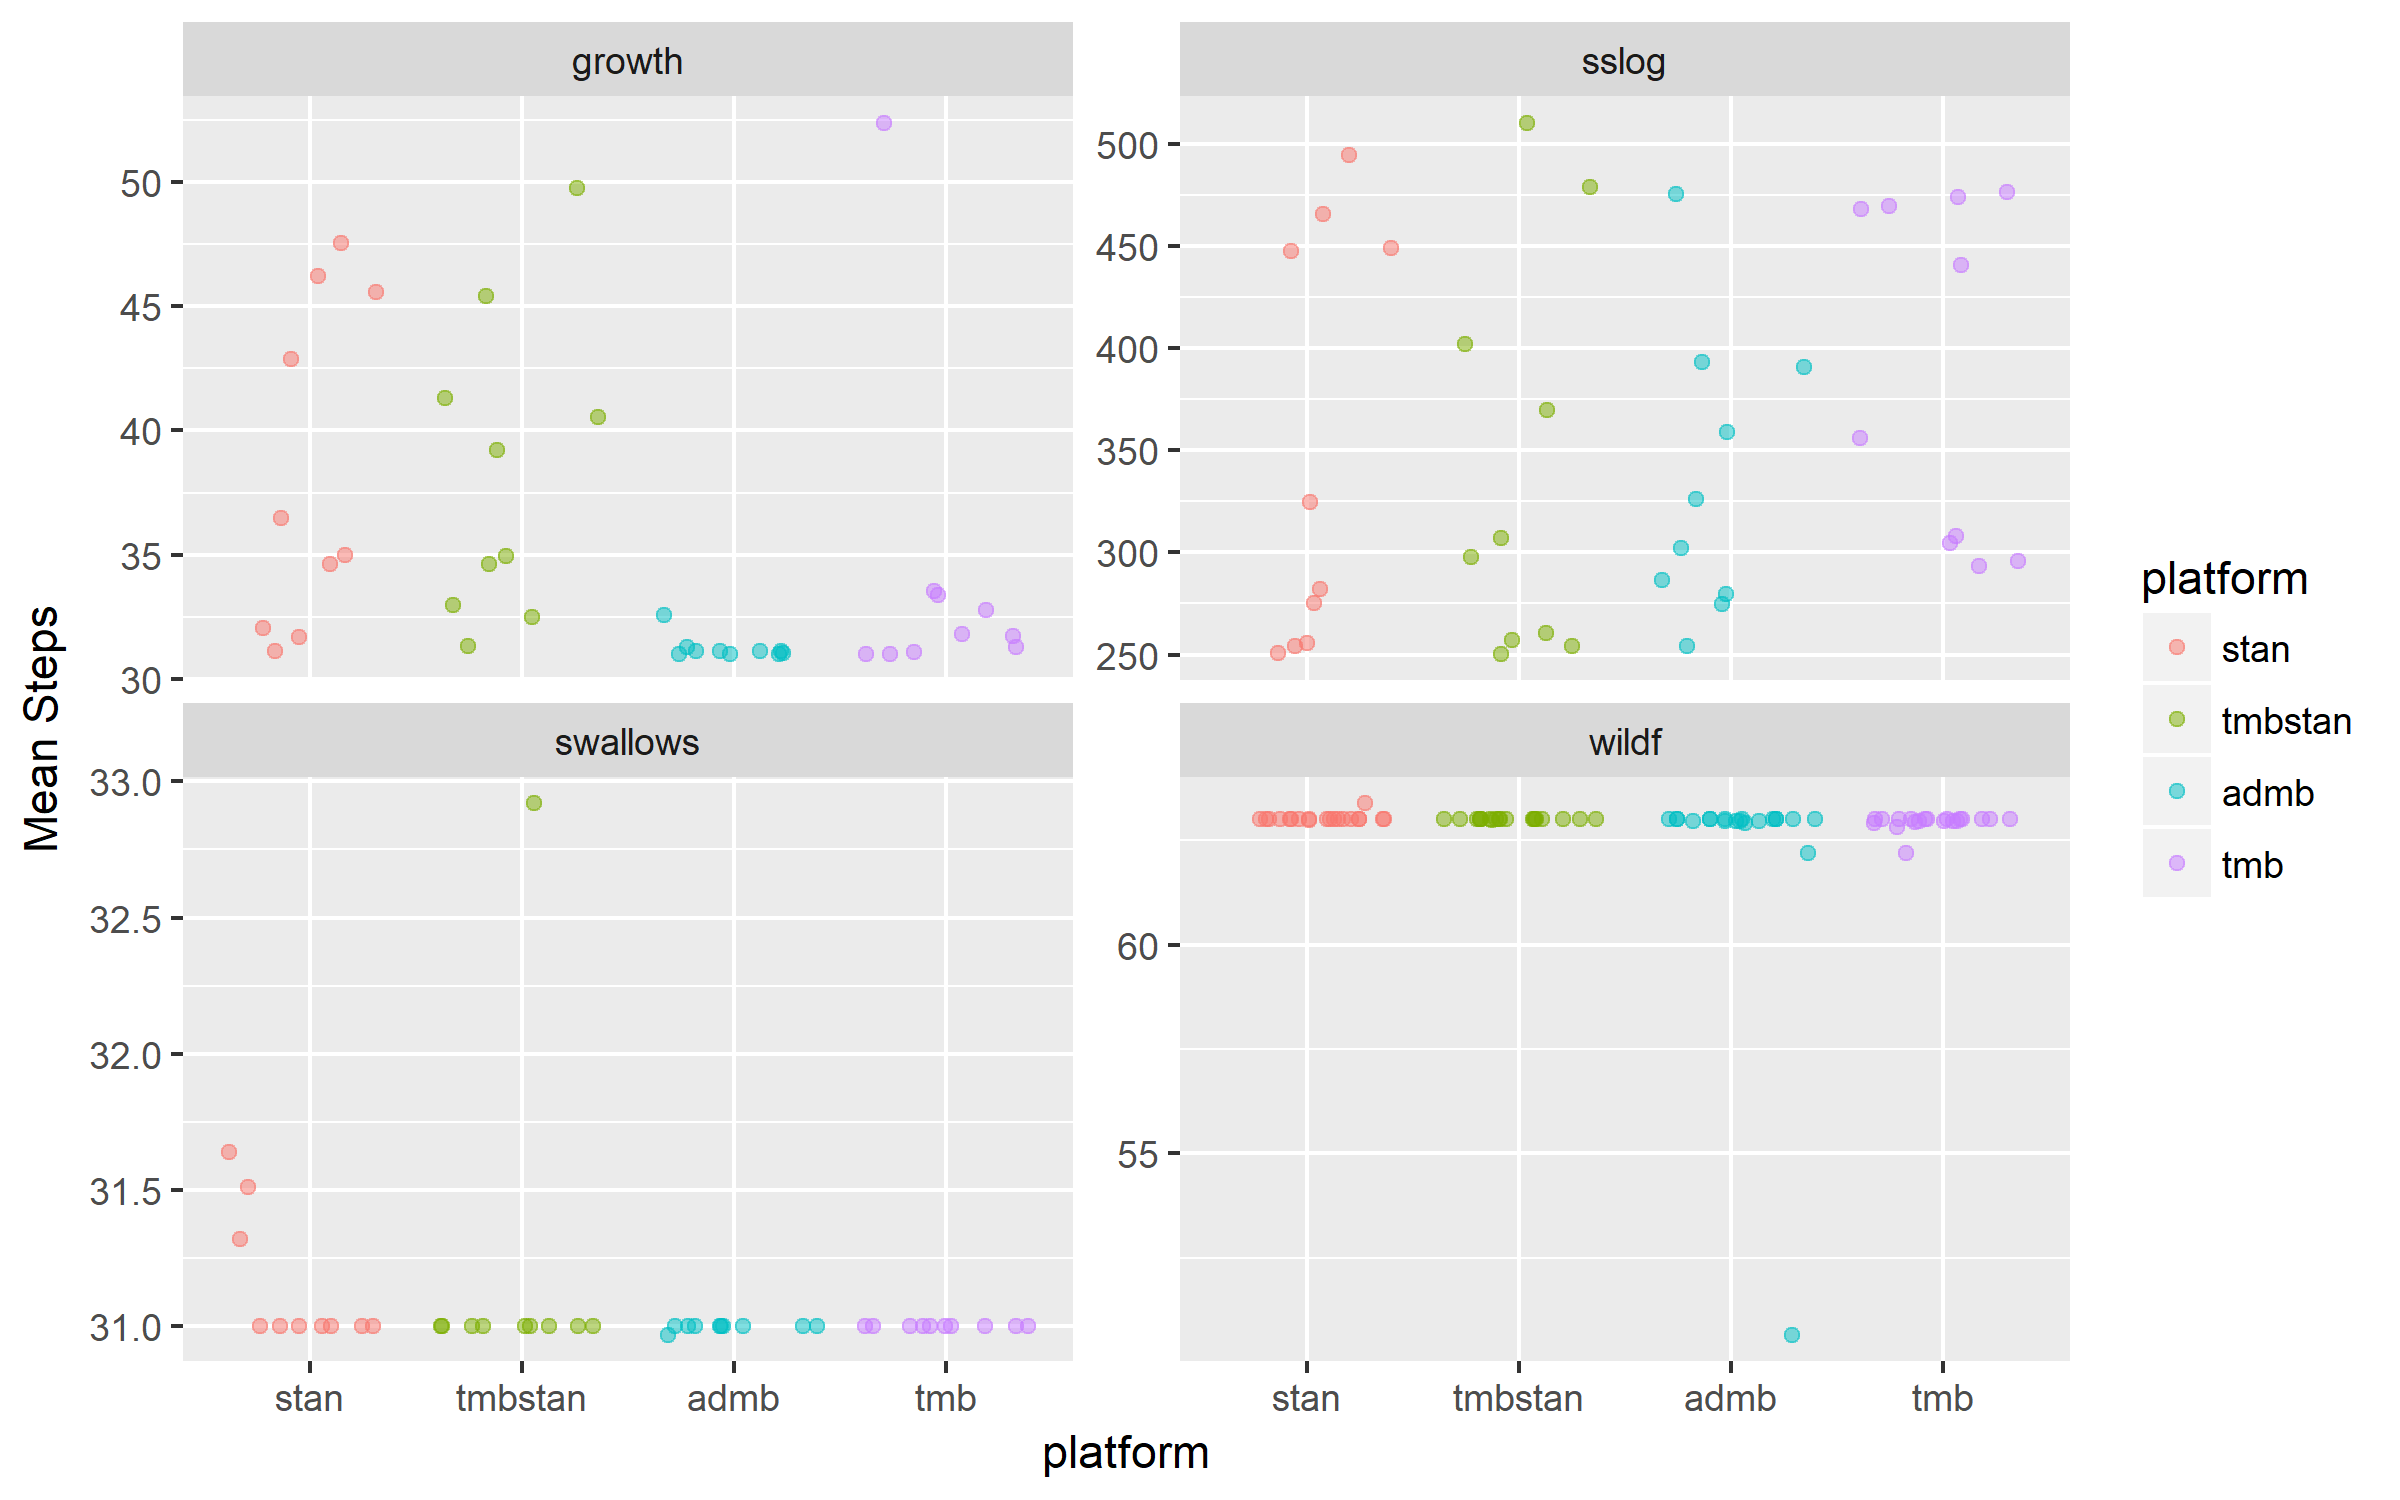 growth
sslog
50
45
40
35
30
500
450
400
350
300
250
swallows
wildf
33.0
32.5
32.0
31.5
31.0
60
55
Mean Steps
stan tmbstan admb tmb
stan tmbstan admb tmb
platform
platform
stan
tmbstan
admb
tmb